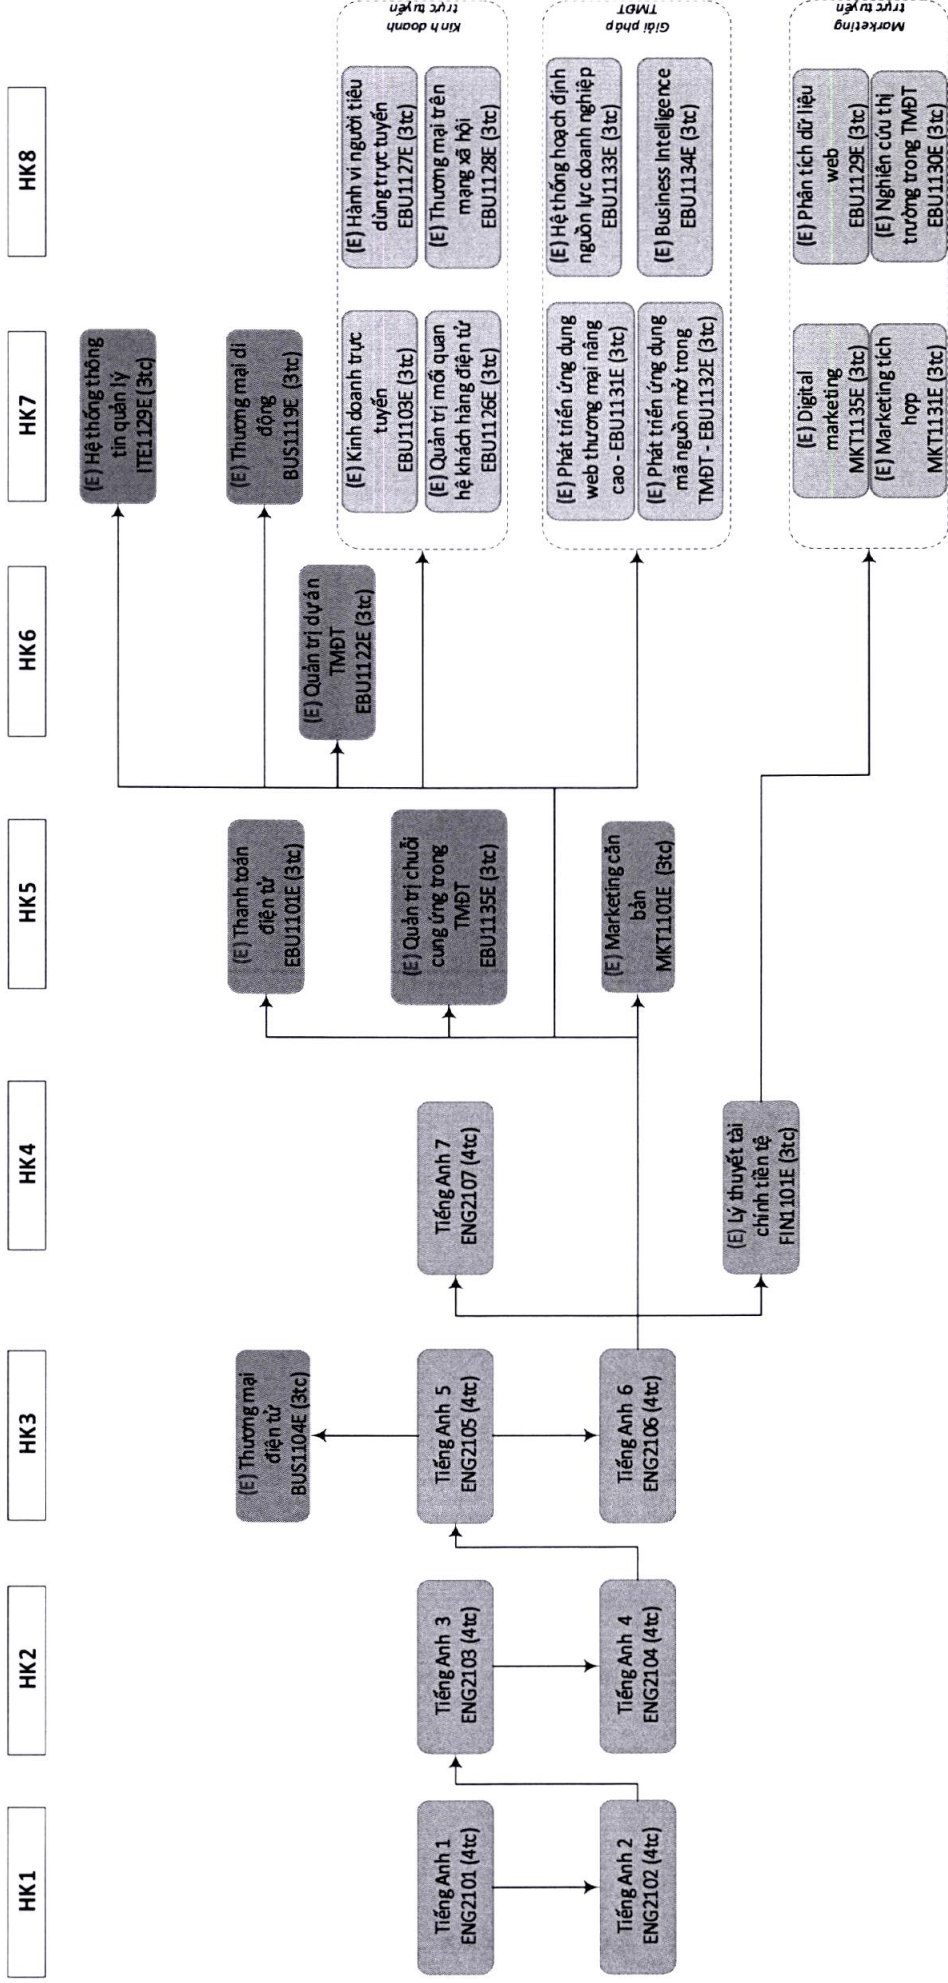 HK1
HK2
HK3
HK4
HK5
HK6
HK7
HK8
Tiếng Anh 1
ENG2101 (4tc)
Tiếng Anh 2
ENG2102 (4tc)
Tiếng Anh 3
ENG2103 (4tc)
Tiếng Anh 4
ENG2104 (4tc)
(E) Thương mại
điện tử
BUS1104E (3tc)
Tiếng Anh 5
ENG2105 (4tc)
Tiếng Anh 6
ENG2106 (4tc)
Tiếng Anh 7
ENG2107 (4tc)
(E) Lý thuyết tài
chính tiền tệ
FIN1101E (3tc)
(E) Thanh toán
điện tử
EBU1101E (3tc)
(E) Quản trị chuỗi
cung ứng trong
TMĐT
EBU1135E (3tc)
(E) Marketing căn
bản
MKT1101E (3tc)
(E) Quản trị dự án
TMĐT
EBU1122E (3tc)
(E) Hệ thống thông
tin quản lý
ITE1129E (3tc)
(E) Thương mại di
động
BUS1119E (3tc)
(E) Kinh doanh trực
tuyến
EBU1103E (3tc)
(E) Quản trị mối quan
hệ khách hàng điện tử
EBU1126E (3tc)
(E) Hành vi người tiêu
dùng trực tuyến
EBU1127E (3tc)
(E) Thương mại trên
mạng xã hội
EBU1128E (3tc)
Kinh doanh
trực tuyến
(E) Phát triển ứng dụng
web thương mại nâng
cao - EBU1131E (3tc)
(E) Phát triển ứng dụng
mã nguồn mở trong
TMĐT - EBU1132E (3tc)
(E) Hệ thống hoạch định
nguồn lực doanh nghiệp
EBU1133E (3tc)
(E) Business Intelligence
EBU1134E (3tc)
Giải pháp
TMĐT
(E) Digital
marketing
MKT1135E (3tc)
(E) Marketing tích
hợp
MKT1131E (3tc)
(E) Phân tích dữ liệu
web
EBU1129E (3tc)
(E) Nghiên cứu thị
trường trong TMĐT
EBU1130E (3tc)
Marketing
trực tuyến